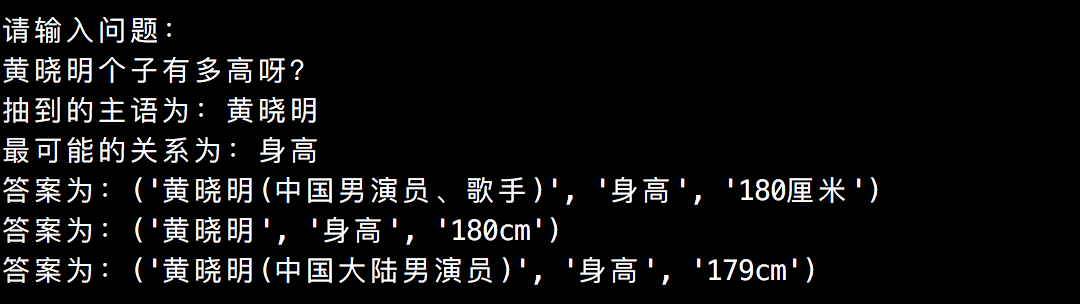 请输入问题：
黄晓明个子有多高呀?
抽到的主语为：黄晓明
最可能的关系为：身高
答案为：('黄晓明(中国男演员、歌手)', '身高', '180厘米')
答案为：('黄晓明', '身高', '180cm')
答案为：('黄晓明(中国大陆男演员)', '身高', '179cm')